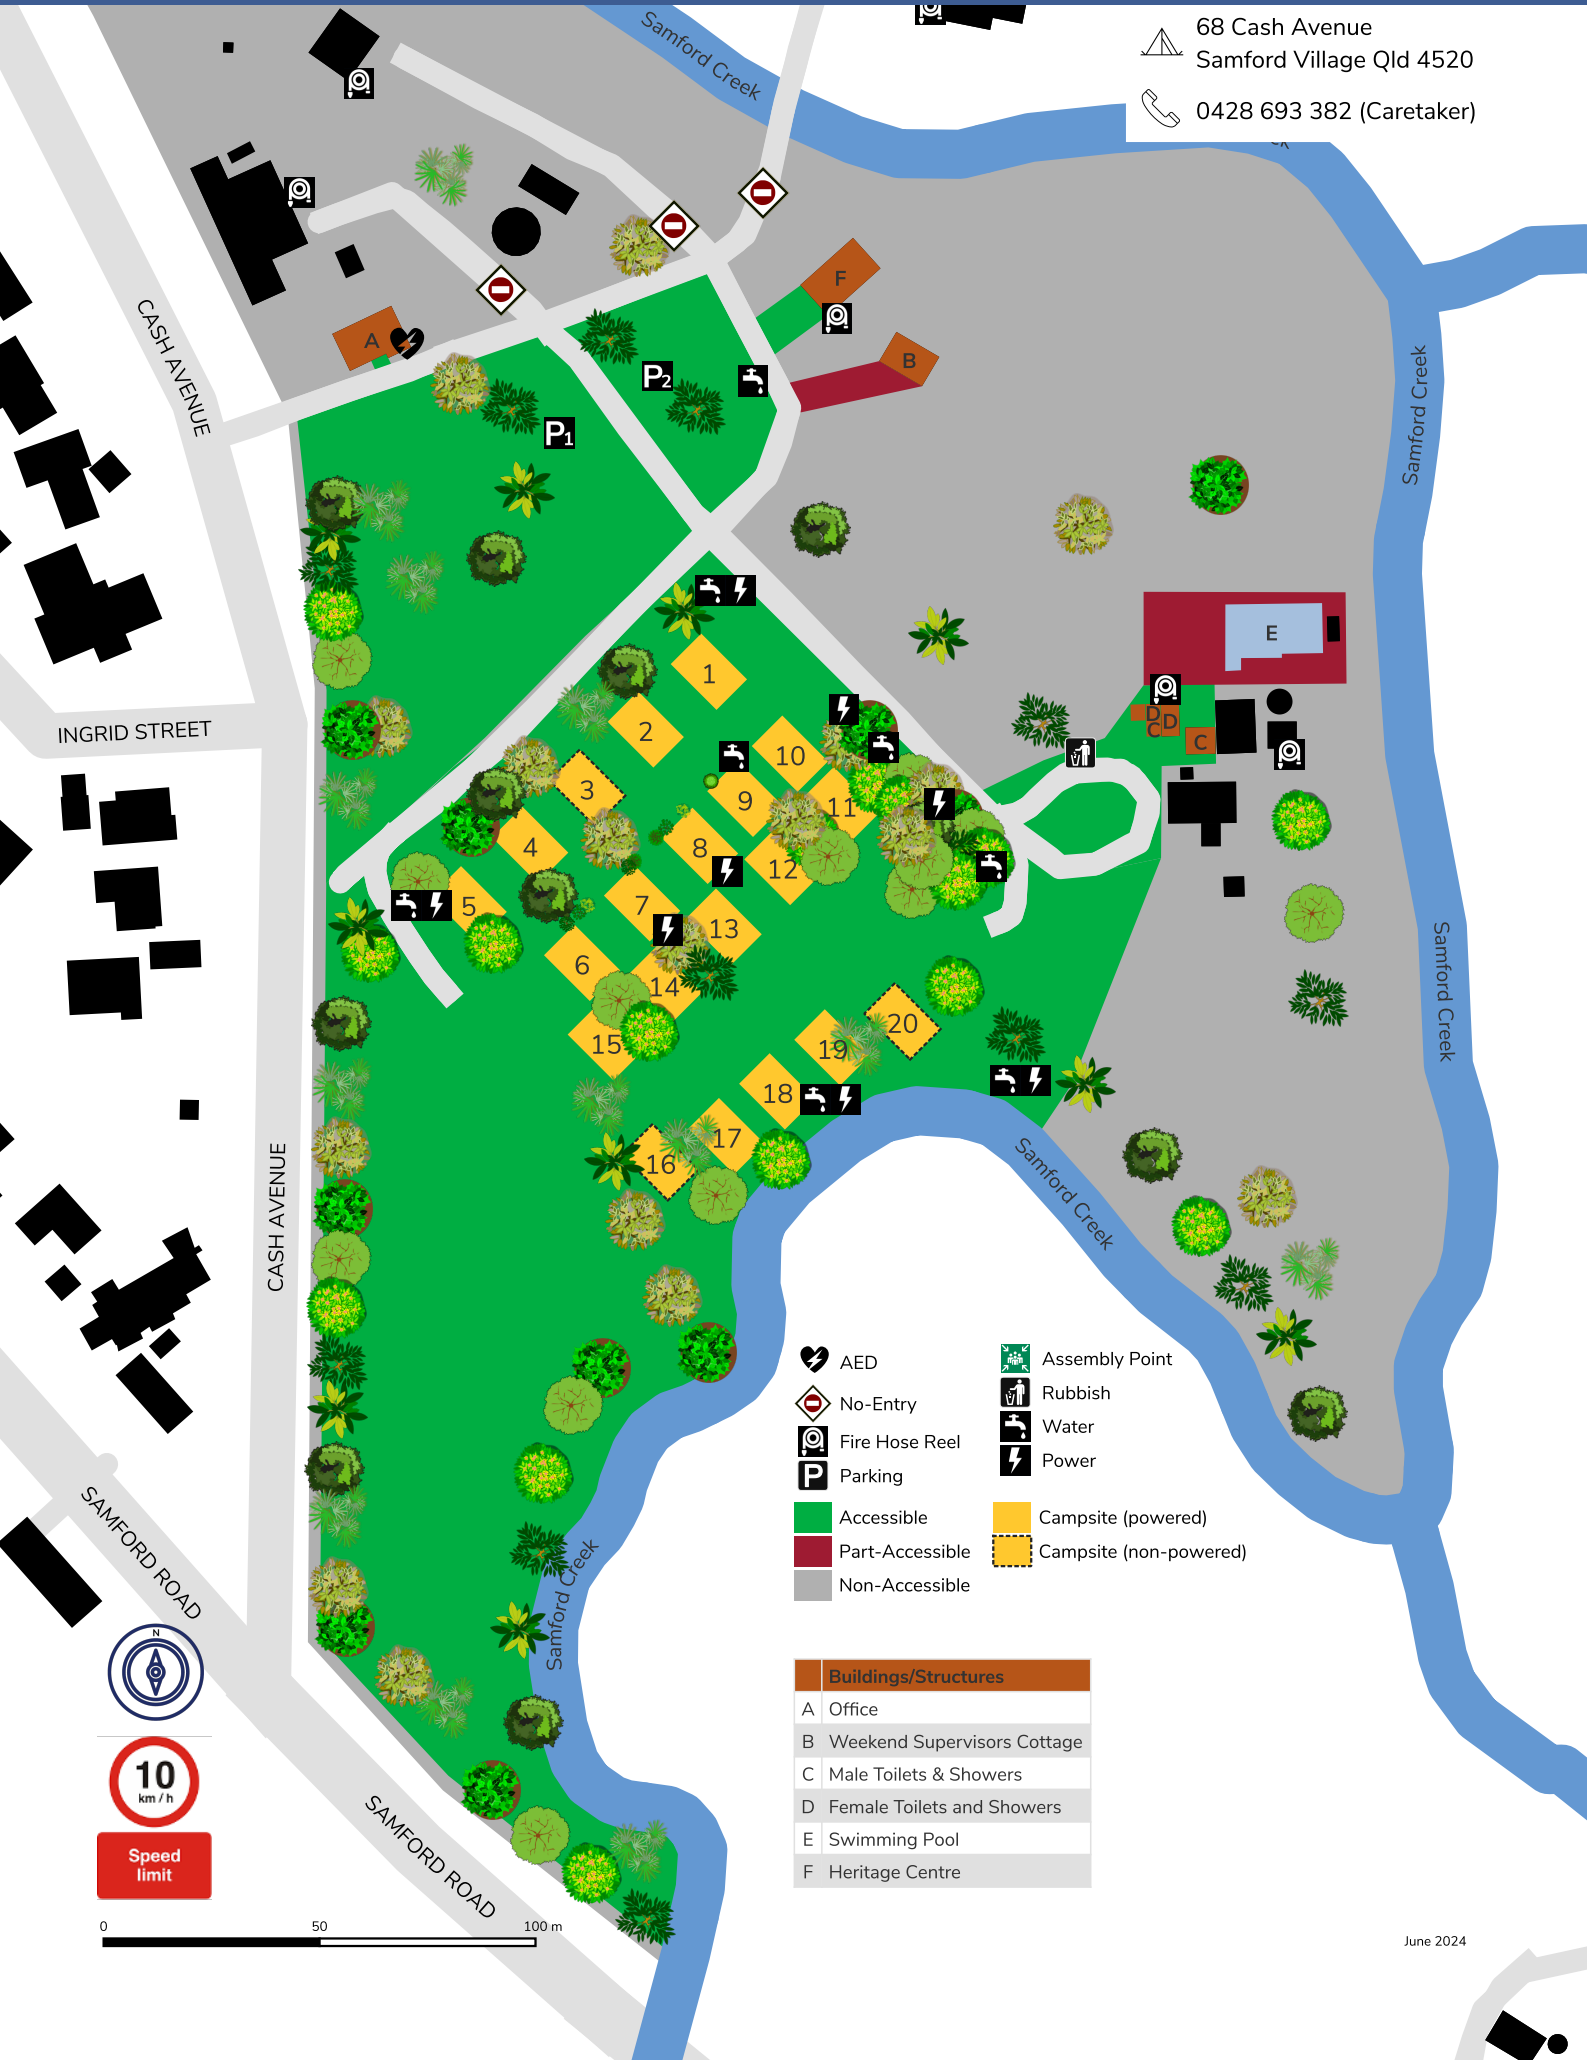 68 Cash Avenue
Samford Village Qld 4520
0428 693 382 (Caretaker)
Samford Creek
F
A
B
CASH AVENUE
P2
P1
Samford Creek
E
D
D
C
C
1
2
INGRID STREET
10
3
9
11
4
8
12
5
7
13
6
14
Samford Creek
20
15
19
18
17
16
Samford Creek
CASH AVENUE
AED
No-Entry
Fire Hose Reel
P
Parking
Assembly Point
Rubbish
Water
Power
Accessible
Part-Accessible
Non-Accessible
Campsite (powered)
Campsite (non-powered)
SAMFORD ROAD
Samford Creek
N
Buildings/Structures
A Office
B Weekend Supervisors Cottage
C Male Toilets & Showers
D Female Toilets and Showers
E Swimming Pool
F Heritage Centre
10
km / h
Speed
limit
SAMFORD ROAD
0 50 100 m
June 2024